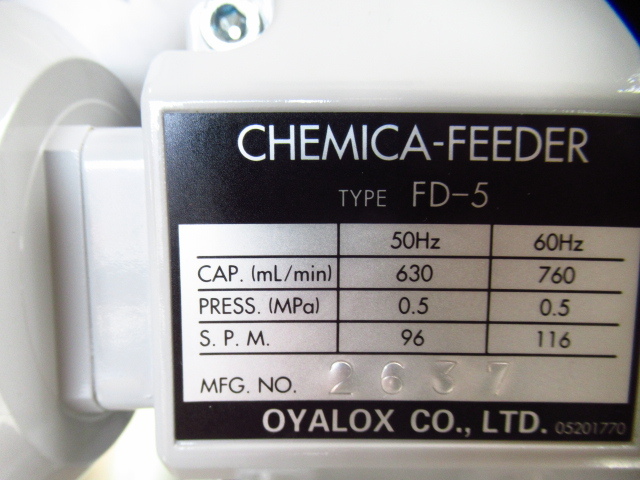 CHEMICA-FEEDER
TYPE FD-5
50Hz 60Hz
CAP. (mL/min) 630 760
PRESS. (MPa) 0.5 0.5
S. P. M. 96 116
MFG. NO. 2637
OYALOX CO., LTD. 05201770